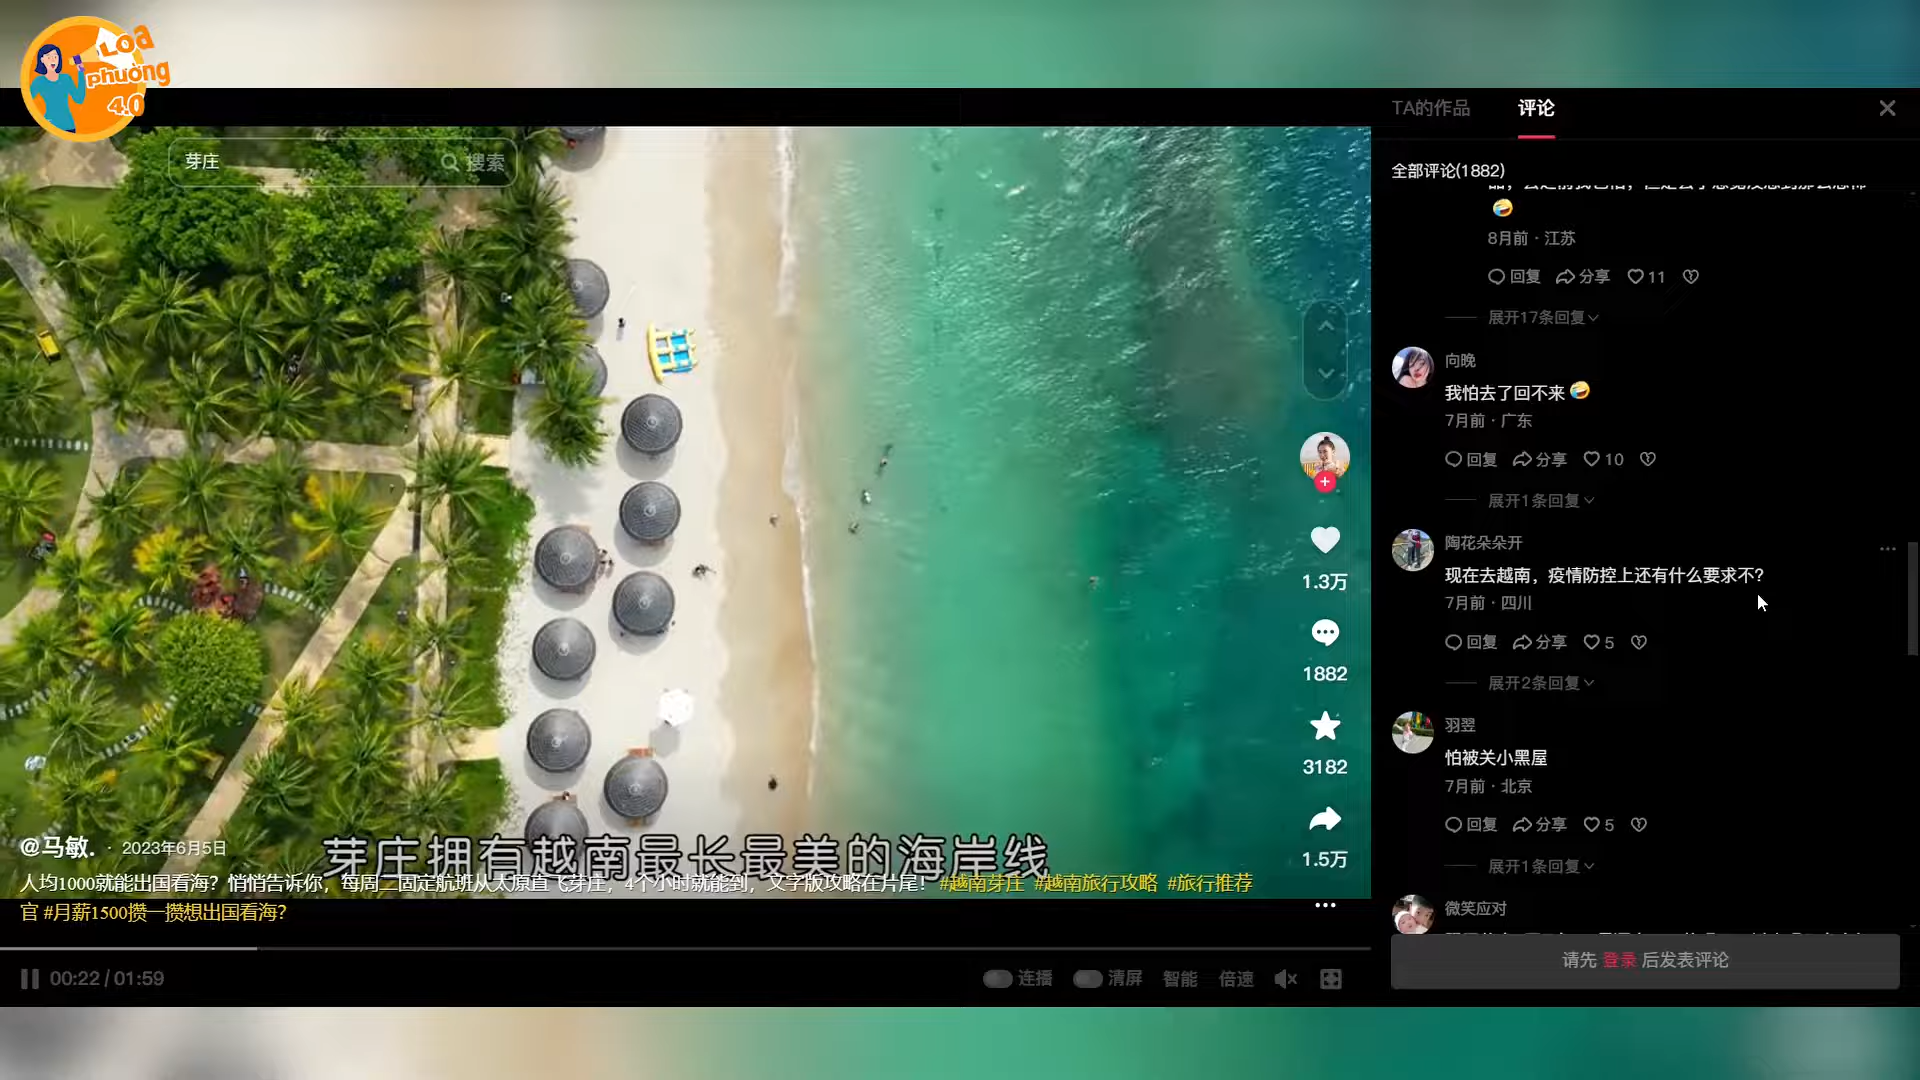 LOA
phường
4.0
芽庄
搜索
TA的作品
评论
全部评论(1882)
8月前 · 江苏
回复 分享 11
展开17条回复
向晚
我怕去了回不来
7月前 · 广东
回复 分享 10
展开1条回复
陶花朵朵开
现在去越南，疫情防控上还有什么要求不？
7月前 · 四川
回复 分享 5
展开2条回复
羽翌
怕被关小黑屋
7月前 · 北京
回复 分享 5
展开1条回复
微笑应对
请先 登录 后发表评论
1.3万
1882
3182
1.5万
芽庄拥有越南最长最美的海岸线
@马敏. · 2023年6月5日
人均1000就能出国看海？悄悄告诉你，每周二固定航班从太原直飞芽庄，4个小时就能到，文字版攻略在片尾！ #越南芽庄 #越南旅行攻略 #旅行推荐
官 #月薪1500攒一攒想出国看海?
00:22 / 01:59
连播 清屏 智能 倍速